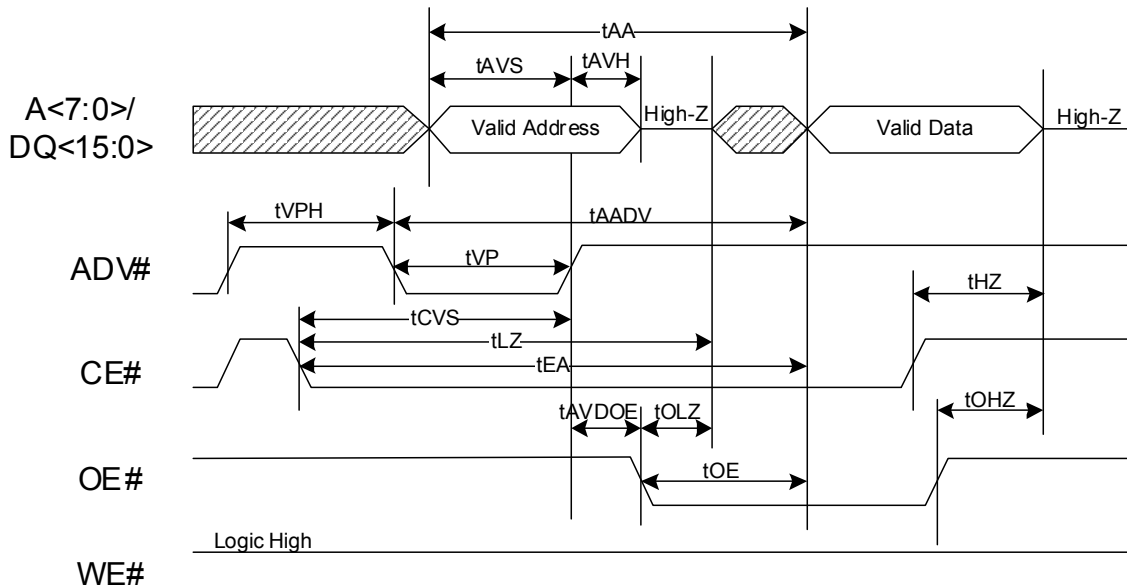 tAA
tAVS
tAVH
A<7:0>/
DQ<15:0>
Valid Address
High-Z
Valid Data
High-Z
tVPH
tAADV
ADV#
tVP
tHZ
tCVS
tLZ
CE#
tEA
tAVDOE
tOLZ
tOHZ
OE#
tOE
Logic High
WE#